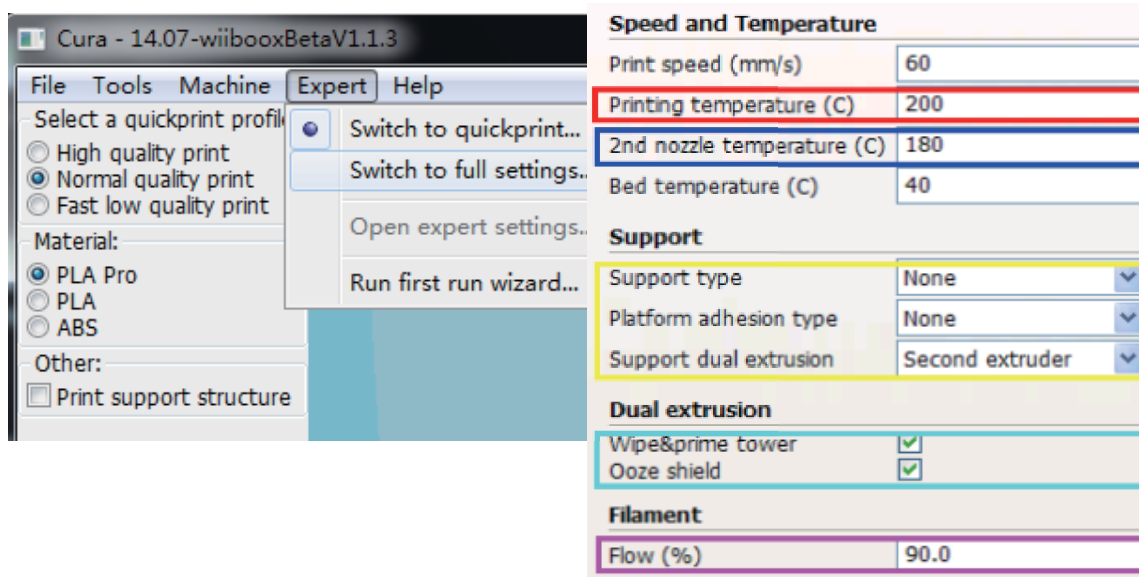 Cura - 14.07-wiibooxBetaV1.1.3
File Tools Machine Expert Help
Select a quickprint profil
High quality print
Normal quality print
Fast low quality print
Material:
PLA Pro
PLA
ABS
Other:
Print support structure
Switch to quickprint...
Switch to full settings..
Open expert settings..
Run first run wizard...
Speed and Temperature
Print speed (mm/s) 60
Printing temperature (C) 200
2nd nozzle temperature (C) 180
Bed temperature (C) 40
Support
Support type None
Platform adhesion type None
Support dual extrusion Second extruder
Dual extrusion
Wipe&prime tower
Ooze shield
Filament
Flow (%) 90.0